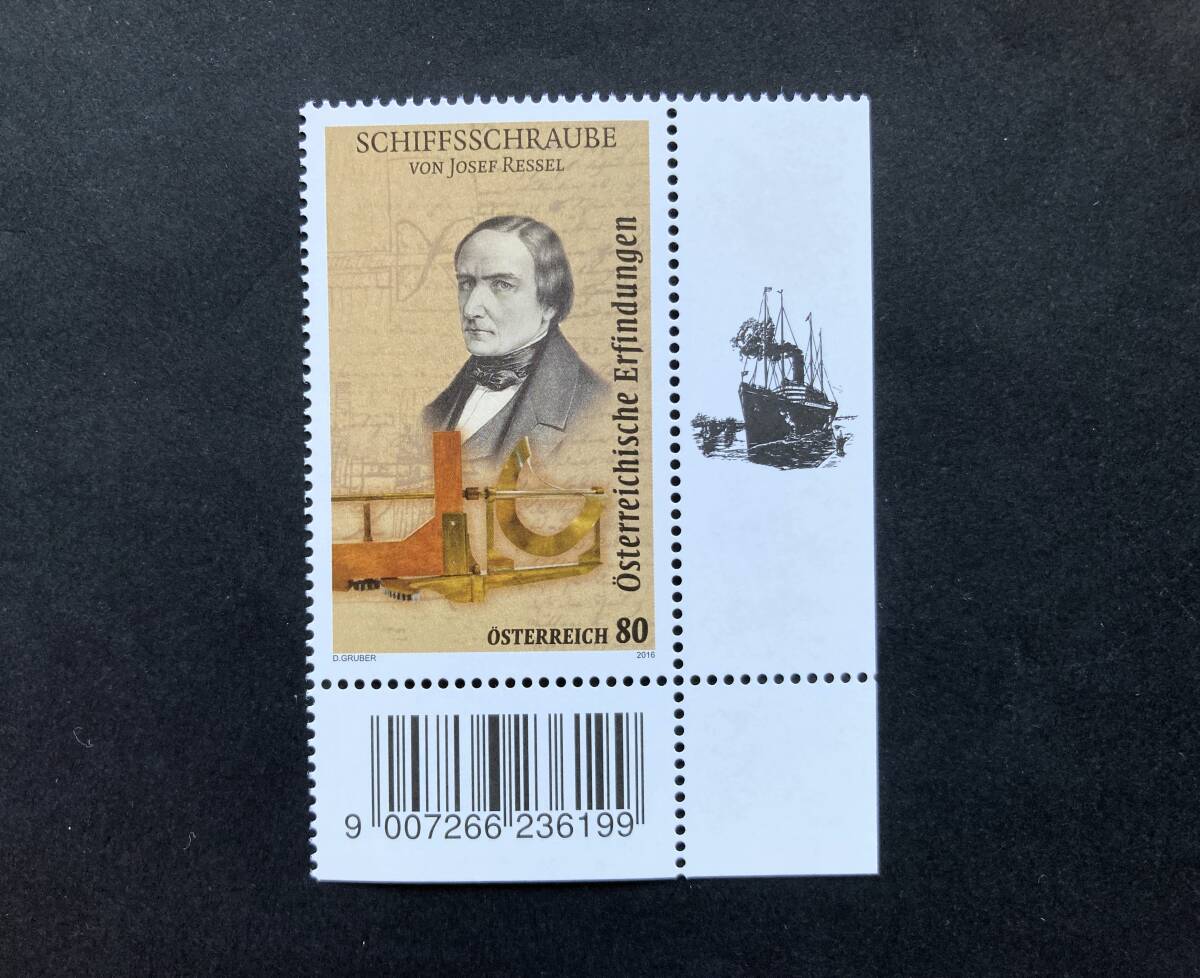 SCHIFFSSCHRAUBE
VON JOSEF RESSEL
Österreichische Erfindungen
ÖSTERREICH 80
D.GRUBER
2016
9 007266 236199